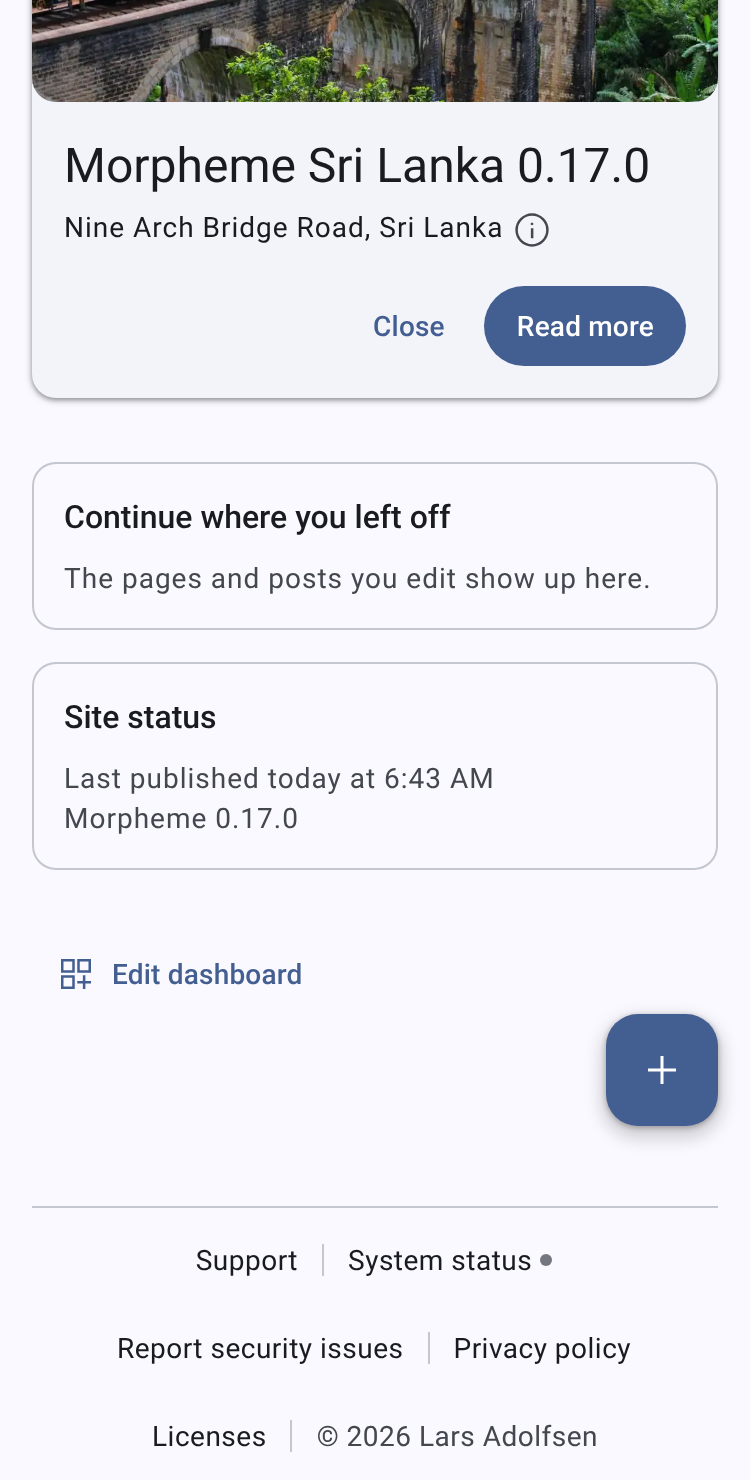 Morpheme Sri Lanka 0.17.0
Nine Arch Bridge Road, Sri Lanka
Close
Read more
Continue where you left off
The pages and posts you edit show up here.
Site status
Last published today at 6:43 AM
Morpheme 0.17.0
Edit dashboard
Support
System status
Report security issues
Privacy policy
Licenses
© 2026 Lars Adolfsen